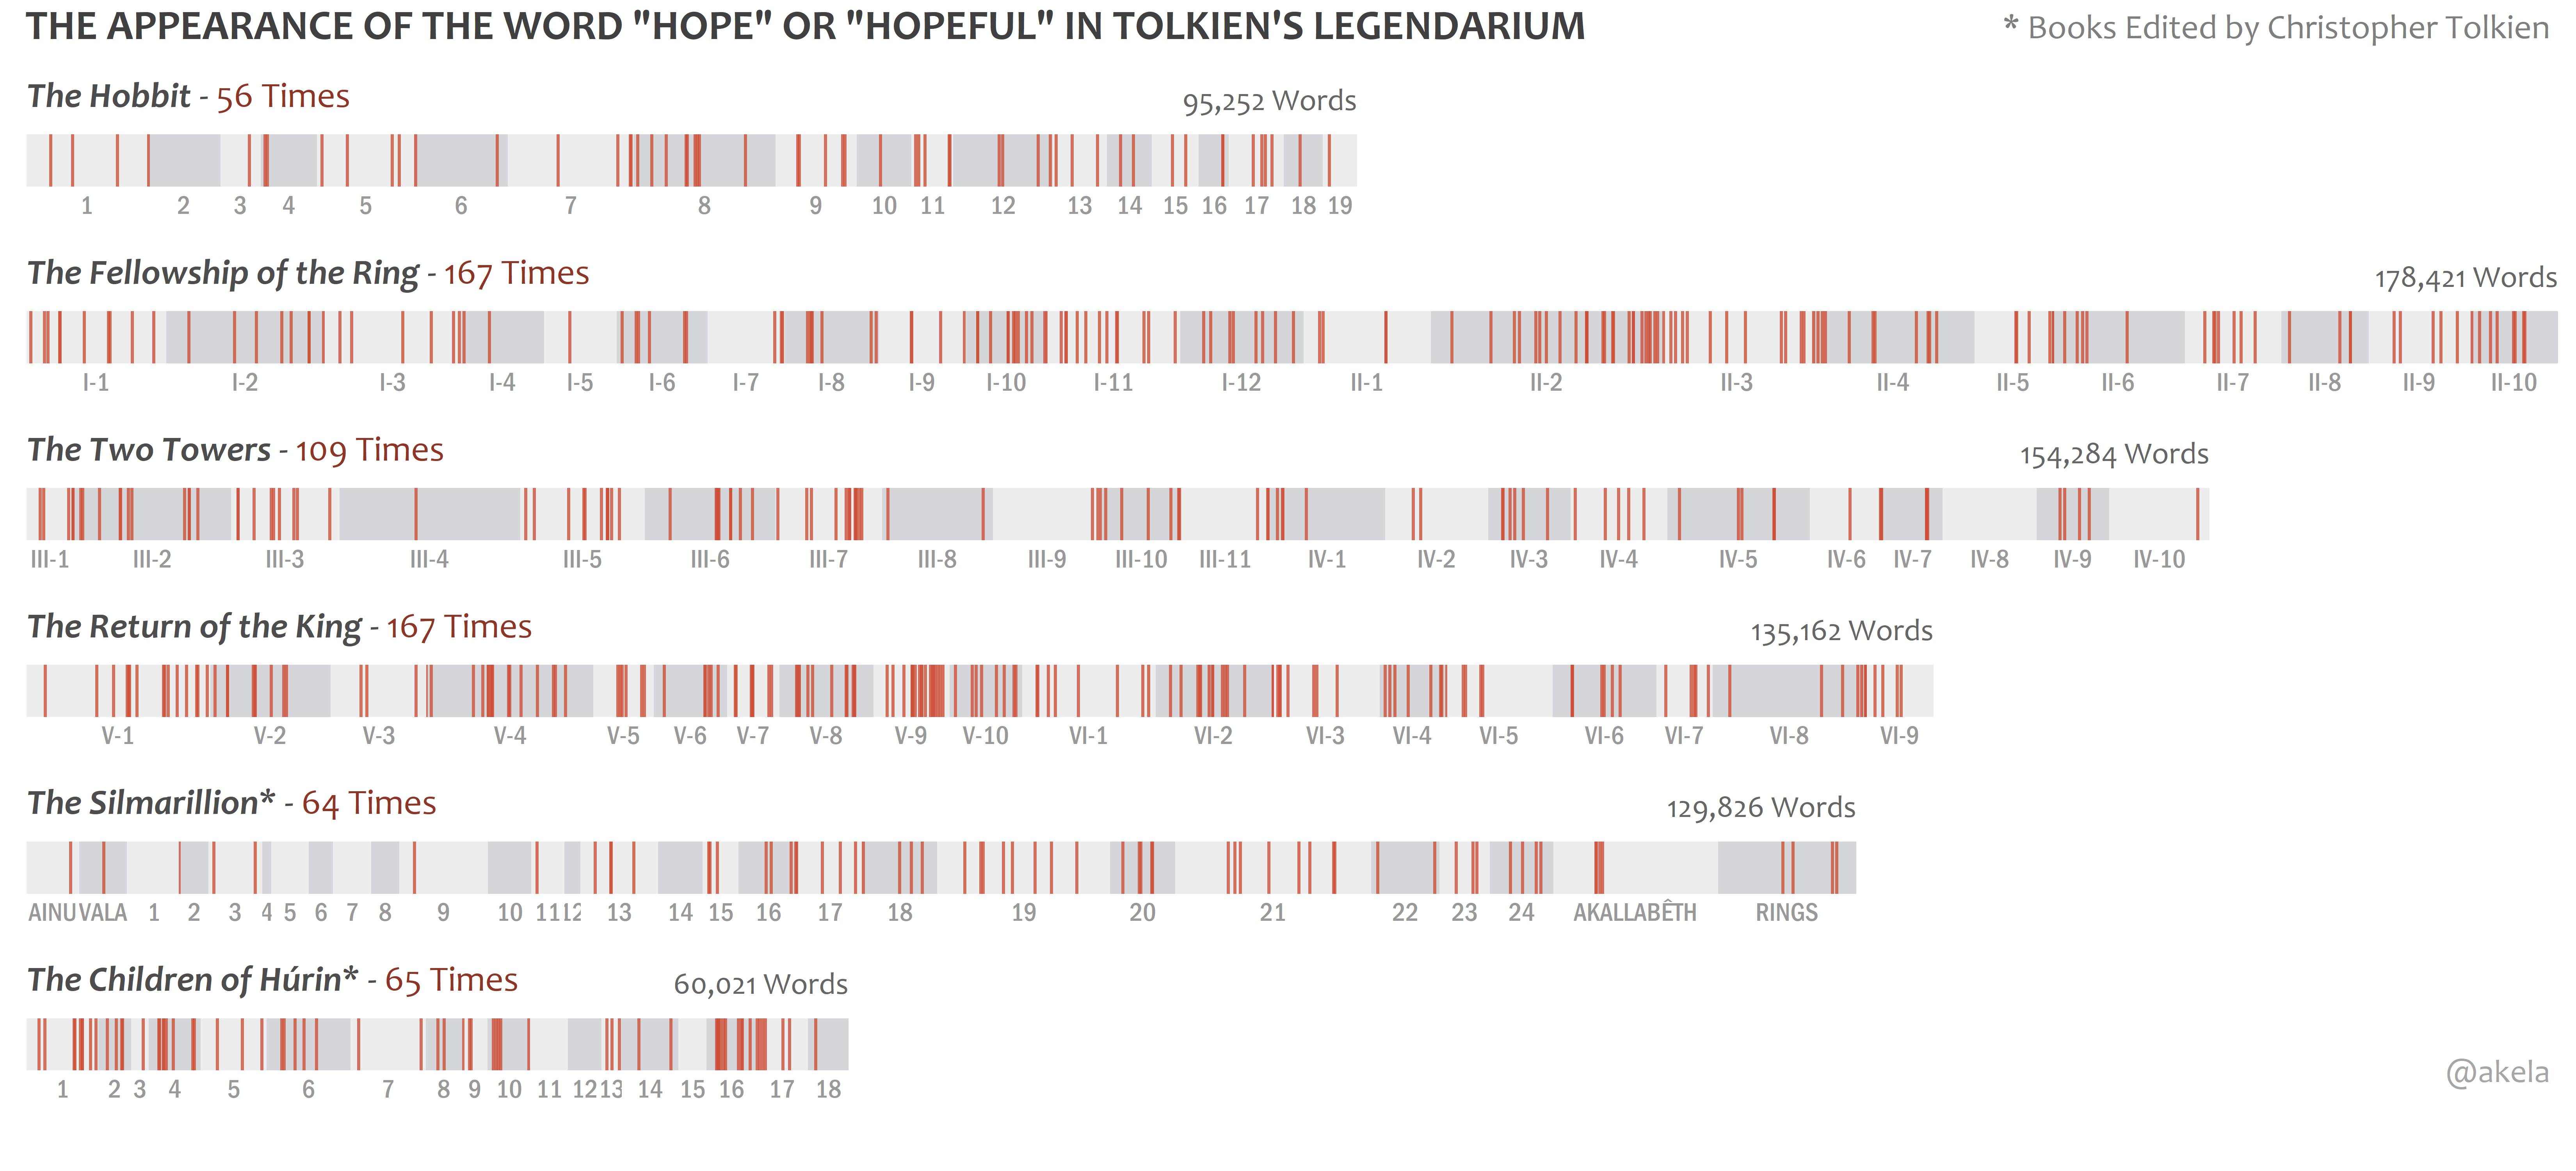 THE APPEARANCE OF THE WORD "HOPE" OR "HOPEFUL" IN TOLKIEN'S LEGENDARIUM
* Books Edited by Christopher Tolkien
The Hobbit - 56 Times
95,252 Words
1 2 3 4 5 6 7 8 9 10 11 12 13 14 15 16 17 18 19
The Fellowship of the Ring - 167 Times
178,421 Words
I-1 I-2 I-3 I-4 I-5 I-6 I-7 I-8 I-9 I-10 I-11 I-12 II-1 II-2 II-3 II-4 II-5 II-6 II-7 II-8 II-9 II-10
The Two Towers - 109 Times
154,284 Words
III-1 III-2 III-3 III-4 III-5 III-6 III-7 III-8 III-9 III-10 III-11 IV-1 IV-2 IV-3 IV-4 IV-5 IV-6 IV-7 IV-8 IV-9 IV-10
The Return of the King - 167 Times
135,162 Words
V-1 V-2 V-3 V-4 V-5 V-6 V-7 V-8 V-9 V-10 VI-1 VI-2 VI-3 VI-4 VI-5 VI-6 VI-7 VI-8 VI-9
The Silmarillion* - 64 Times
129,826 Words
AINU VALA 1 2 3 4 5 6 7 8 9 10 11 12 13 14 15 16 17 18 19 20 21 22 23 24 AKALLABÊTH RINGS
The Children of Húrin* - 65 Times
60,021 Words
1 2 3 4 5 6 7 8 9 10 11 12 13 14 15 16 17 18
@akela